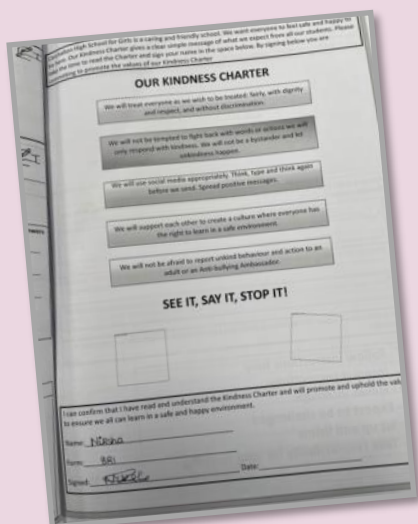 High School for Girls is a caring and friendly school. We want everyone to feel safe and happy to
be here. Our Kindness Charter gives a clear simple message of what we expect from all our students. Please
take the time to read the Charter and sign your name in the space below. By signing below you are
to promote the values of our Kindness Charter
OUR KINDNESS CHARTER
We will treat everyone as we wish to be treated: fairly, with dignity
and respect, and without discrimination.
We will not be tempted to fight back with words or actions we will
only respond with kindness. We will not be a bystander and let
unkindness happen.
We will use social media appropriately. Think, type and think again
before we send. Spread positive messages.
We will support each other to create a culture where everyone has
the right to learn in a safe environment.
We will not be afraid to report unkind behaviour and action to an
adult or an Anti-bullying Ambassador.
SEE IT, SAY IT, STOP IT!
I can confirm that I have read and understand the Kindness Charter and will promote and uphold the
to ensure we all can learn in a safe and happy environment.
Name:
Form: 8RI
Signed:
Date: